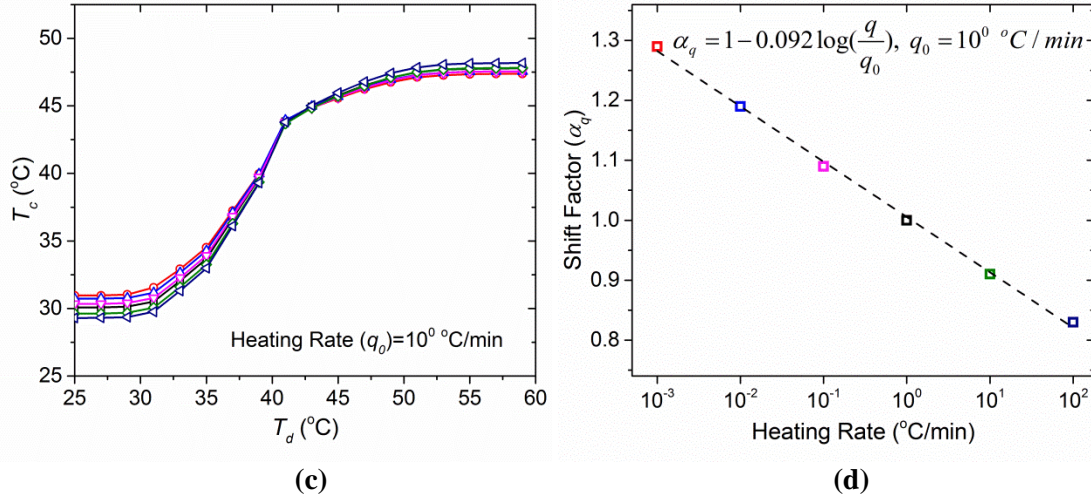 50
45
40
35
30
25
T_c (°C)
Heating Rate (q_0)=10^0 °C/min
25 30 35 40 45 50 55 60
T_d (°C)
(c)
α_q = 1−0.092log(q/q_0), q_0 = 10^0 °C / min
1.3
1.2
1.1
1.0
0.9
0.8
Shift Factor (α_q)
10^-3 10^-2 10^-1 10^0 10^1 10^2
Heating Rate (°C/min)
(d)